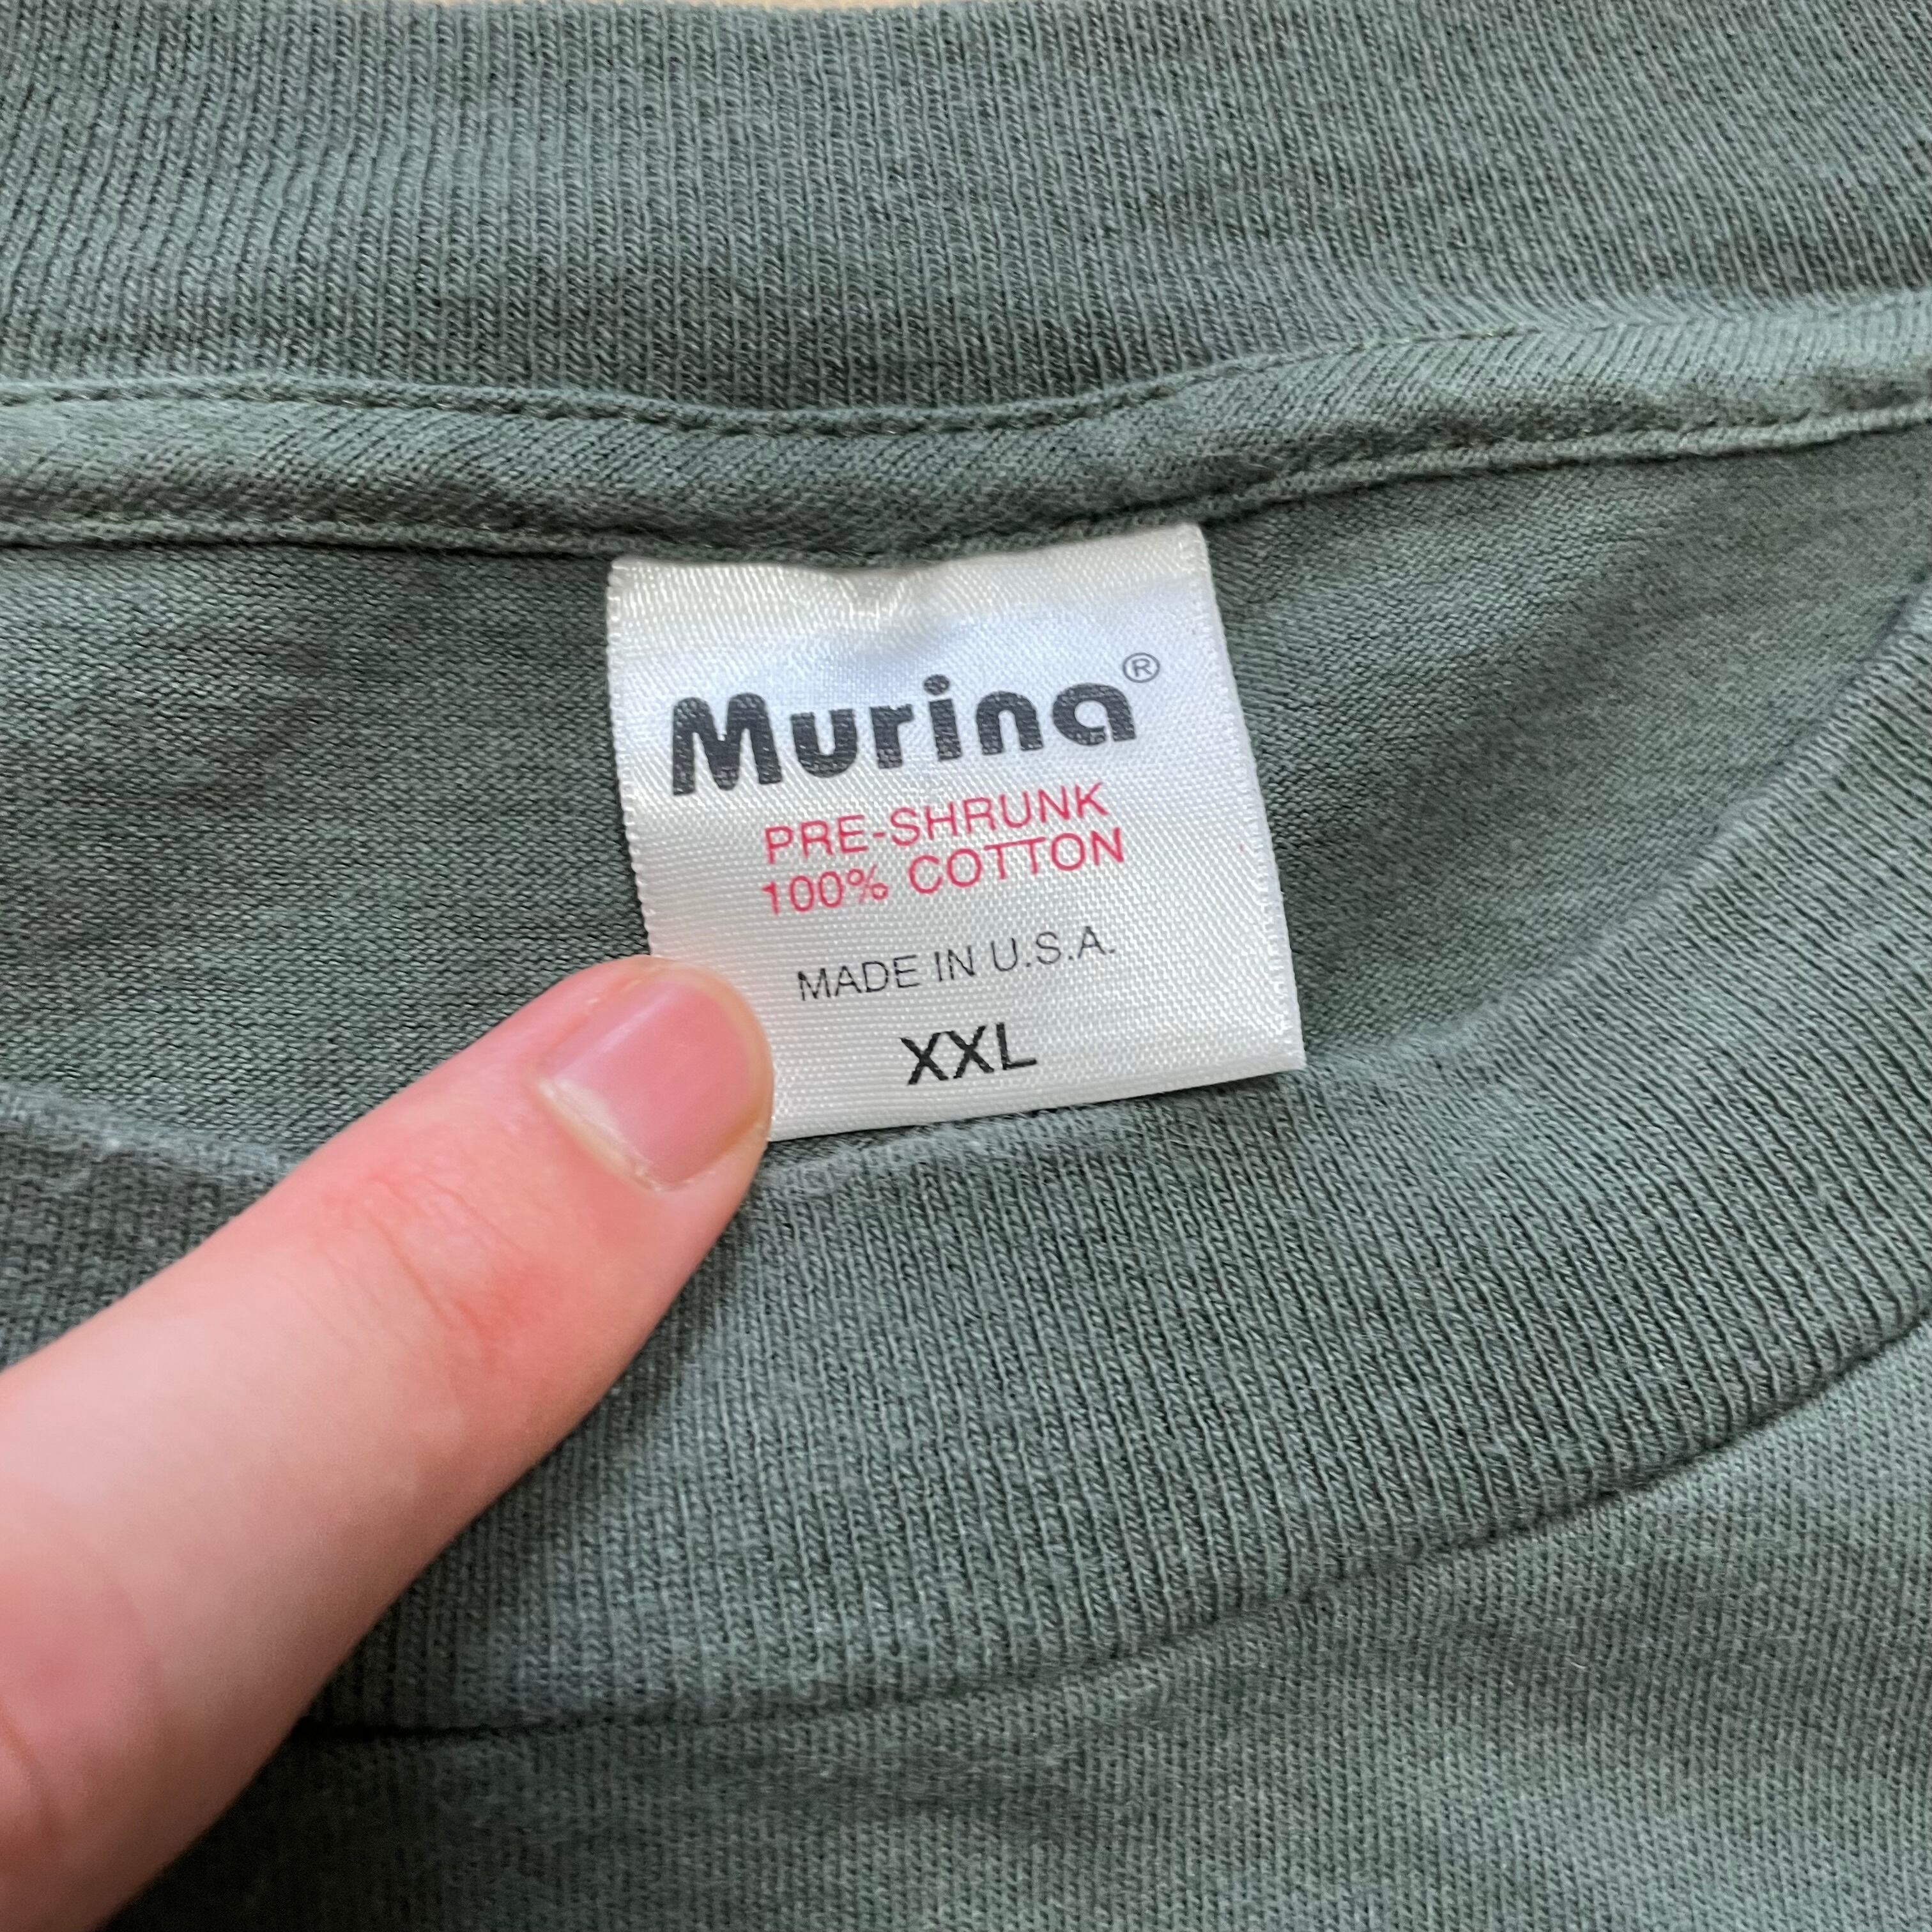 Murina®
PRE-SHRUNK
100% COTTON
MADE IN U.S.A.
XXL